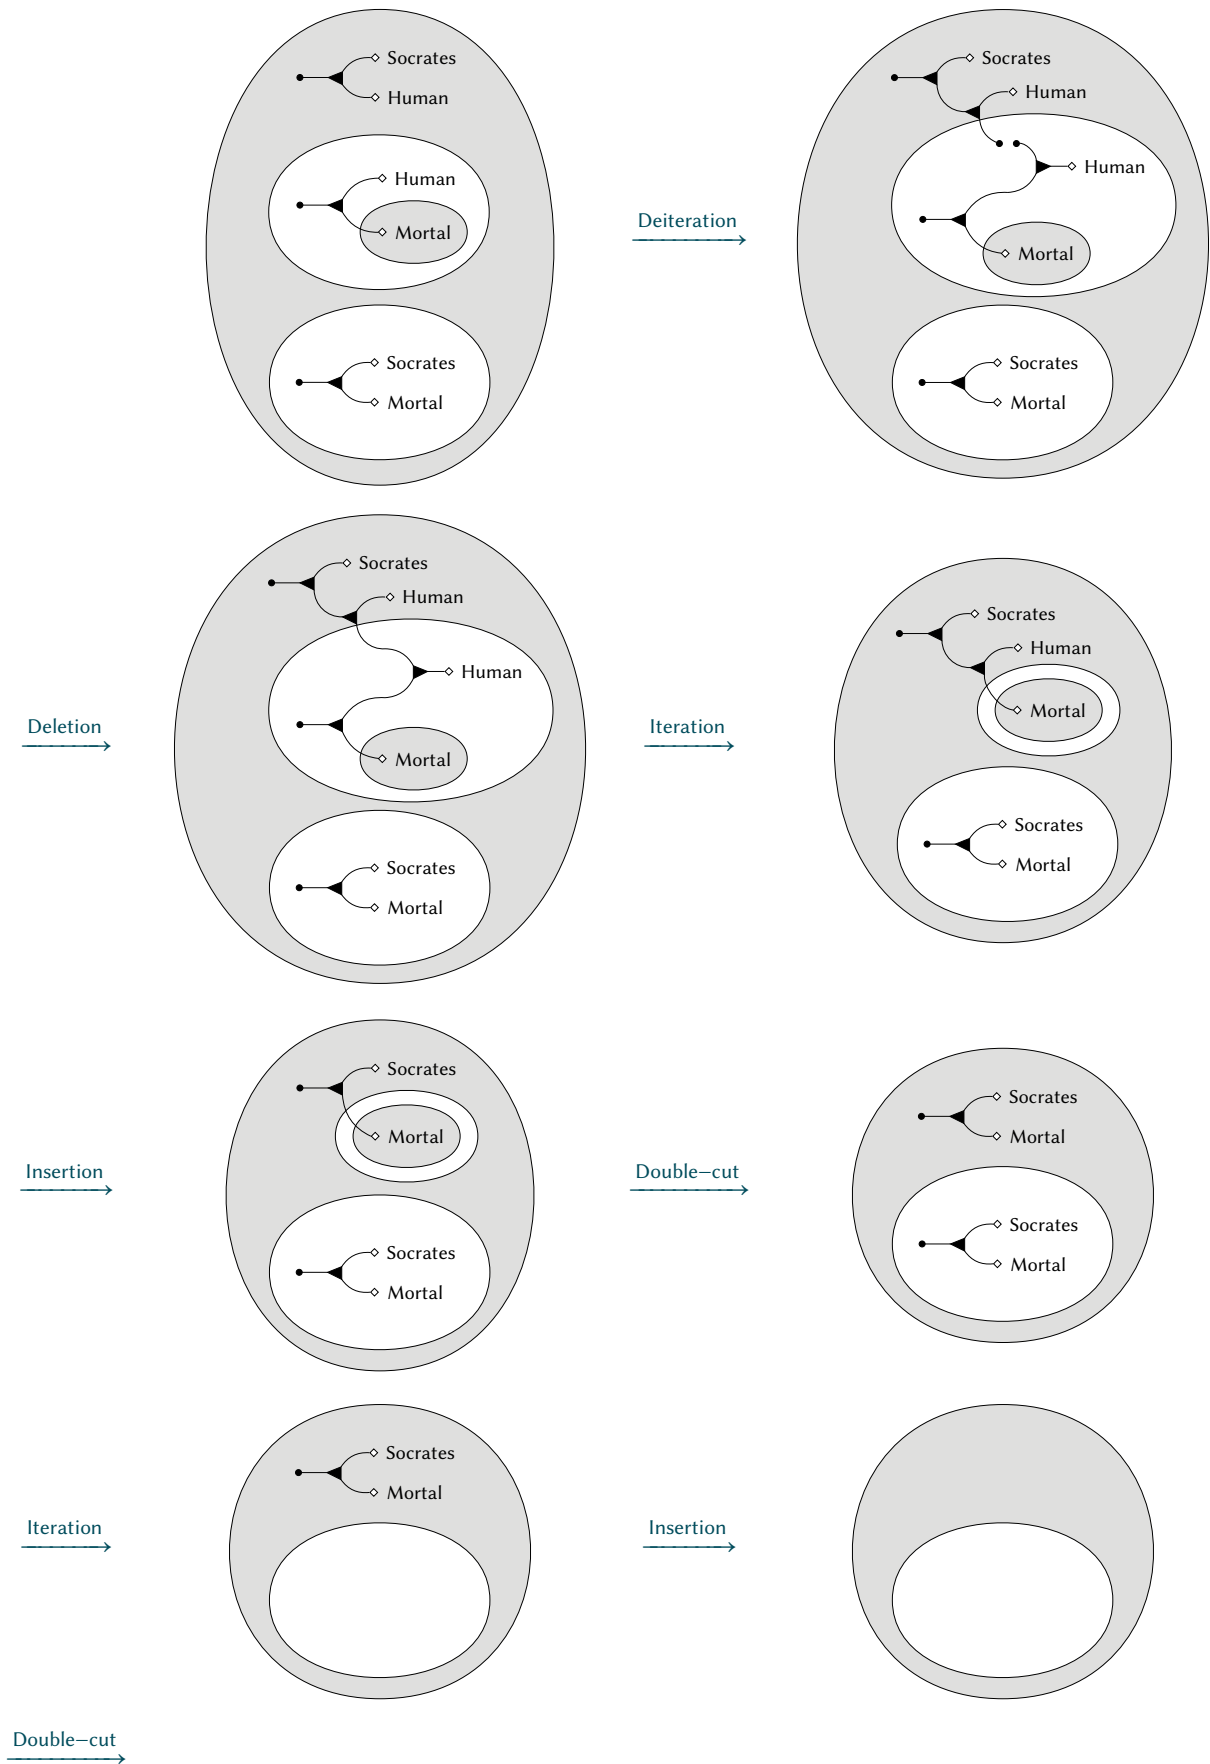 Socrates
Human
Human
Mortal
Socrates
Mortal
Deiteration
Socrates
Human
Human
Mortal
Socrates
Mortal
Deletion
Socrates
Human
Human
Mortal
Socrates
Mortal
Iteration
Socrates
Human
Mortal
Socrates
Mortal
Insertion
Socrates
Mortal
Socrates
Mortal
Double–cut
Socrates
Mortal
Socrates
Mortal
Iteration
Socrates
Mortal
Insertion
Double–cut